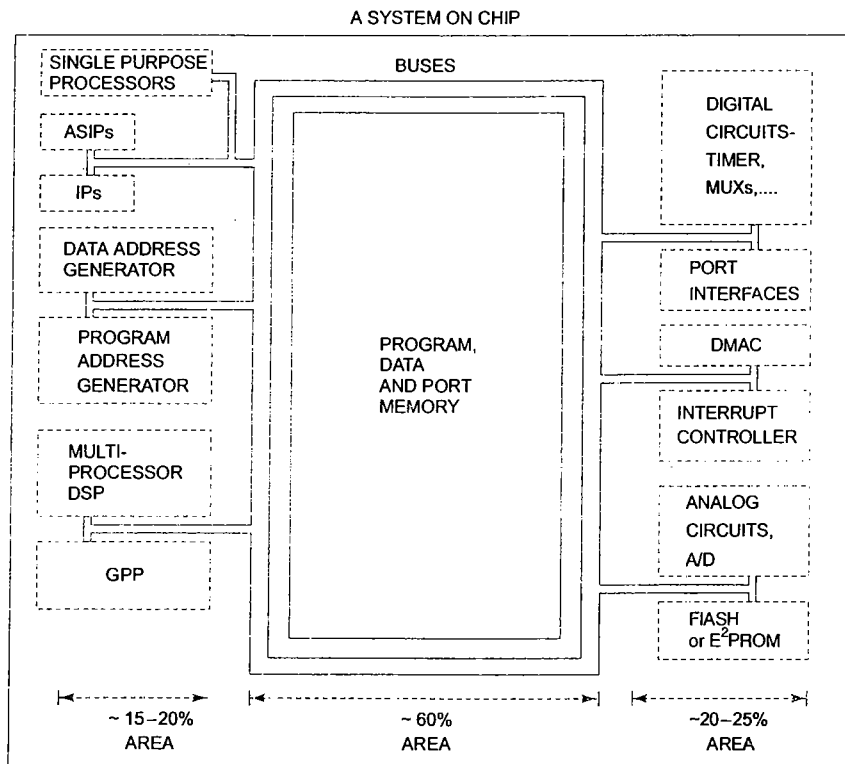 A SYSTEM ON CHIP
SINGLE PURPOSE
PROCESSORS
ASIPs
IPs
DATA ADDRESS
GENERATOR
PROGRAM
ADDRESS
GENERATOR
MULTI-
PROCESSOR
DSP
GPP
BUSES
PROGRAM,
DATA
AND PORT
MEMORY
DIGITAL
CIRCUITS-
TIMER,
MUXs,....
PORT
INTERFACES
DMAC
INTERRUPT
CONTROLLER
ANALOG
CIRCUITS,
A/D
FIASH
or E²PROM
~ 15–20%
AREA
~ 60%
AREA
~20–25%
AREA